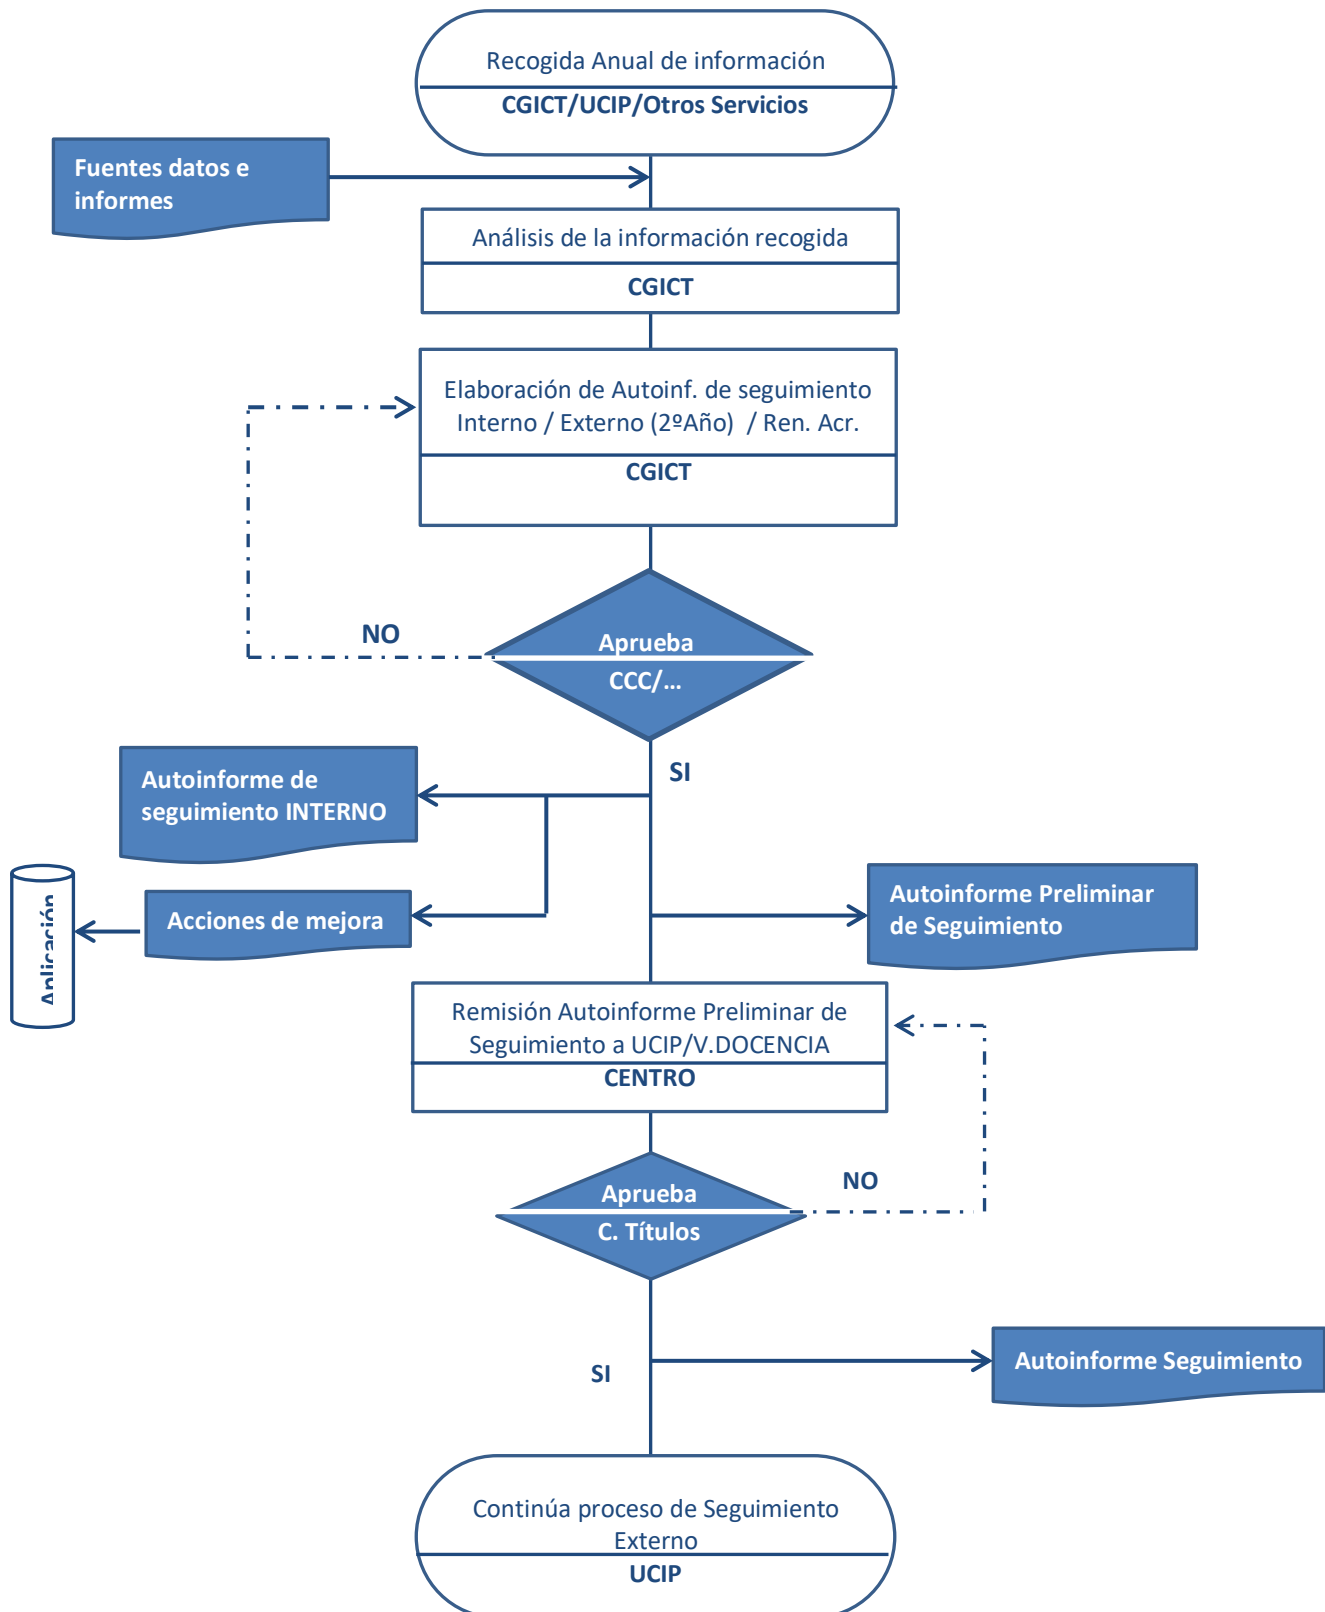 Recogida Anual de información
CGICT/UCIP/Otros Servicios
Fuentes datos e
informes
Análisis de la información recogida
CGICT
Elaboración de Autoinf. de seguimiento
Interno / Externo (2ºAño) / Ren. Acr.
CGICT
NO
Aprueba
CCC/...
SI
Autoinforme de
seguimiento INTERNO
Aplicación
Acciones de mejora
Autoinforme Preliminar
de Seguimiento
Remisión Autoinforme Preliminar de
Seguimiento a UCIP/V.DOCENCIA
CENTRO
NO
Aprueba
C. Títulos
SI
Autoinforme Seguimiento
Continúa proceso de Seguimiento
Externo
UCIP